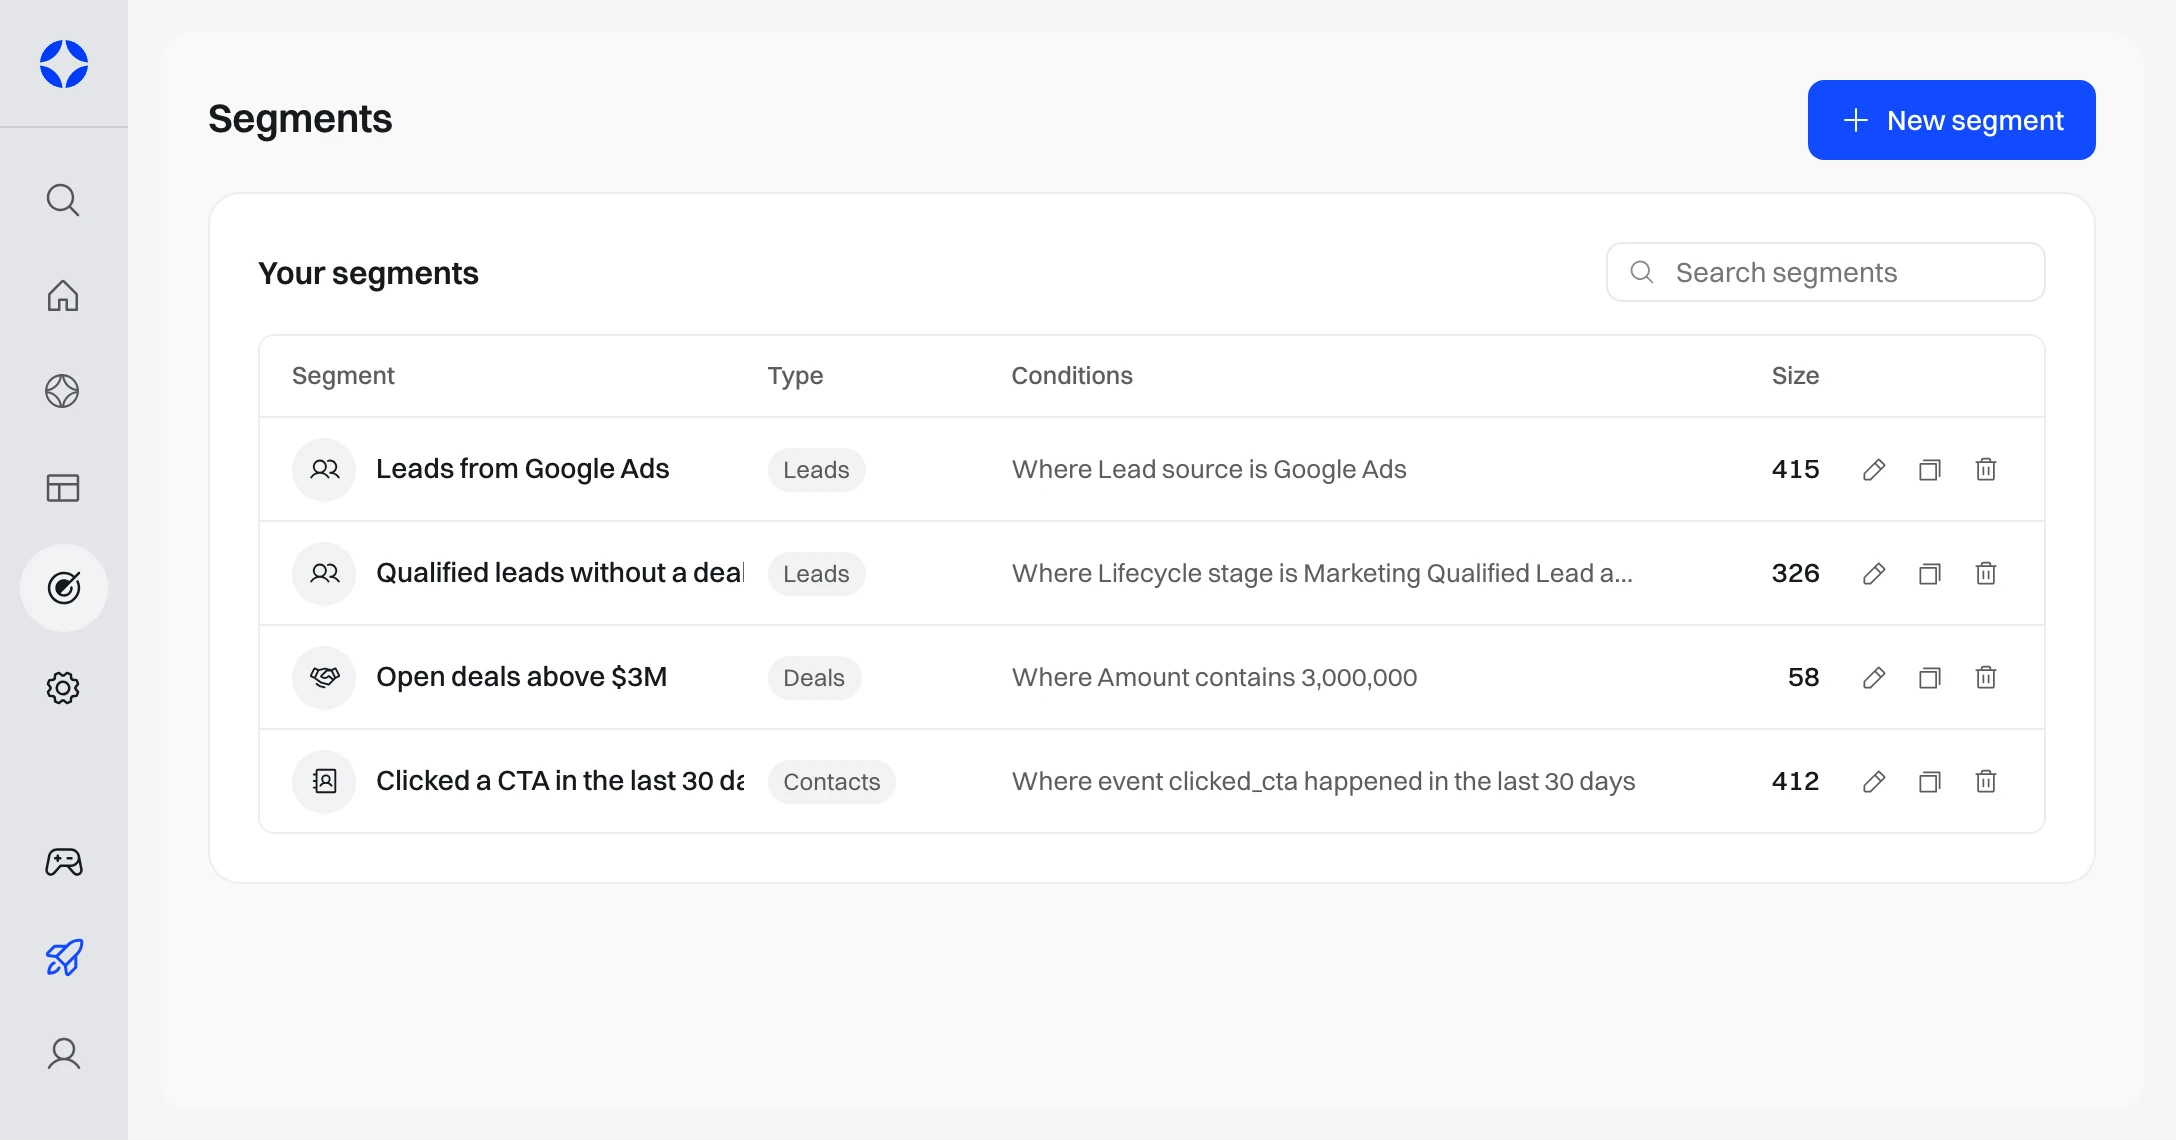 Segments
New segment
Your segments
Search segments
Segment Type Conditions Size
Leads from Google Ads Leads Where Lead source is Google Ads 415
Qualified leads without a deal Leads Where Lifecycle stage is Marketing Qualified Lead a... 326
Open deals above $3M Deals Where Amount contains 3,000,000 58
Clicked a CTA in the last 30 da Contacts Where event clicked_cta happened in the last 30 days 412